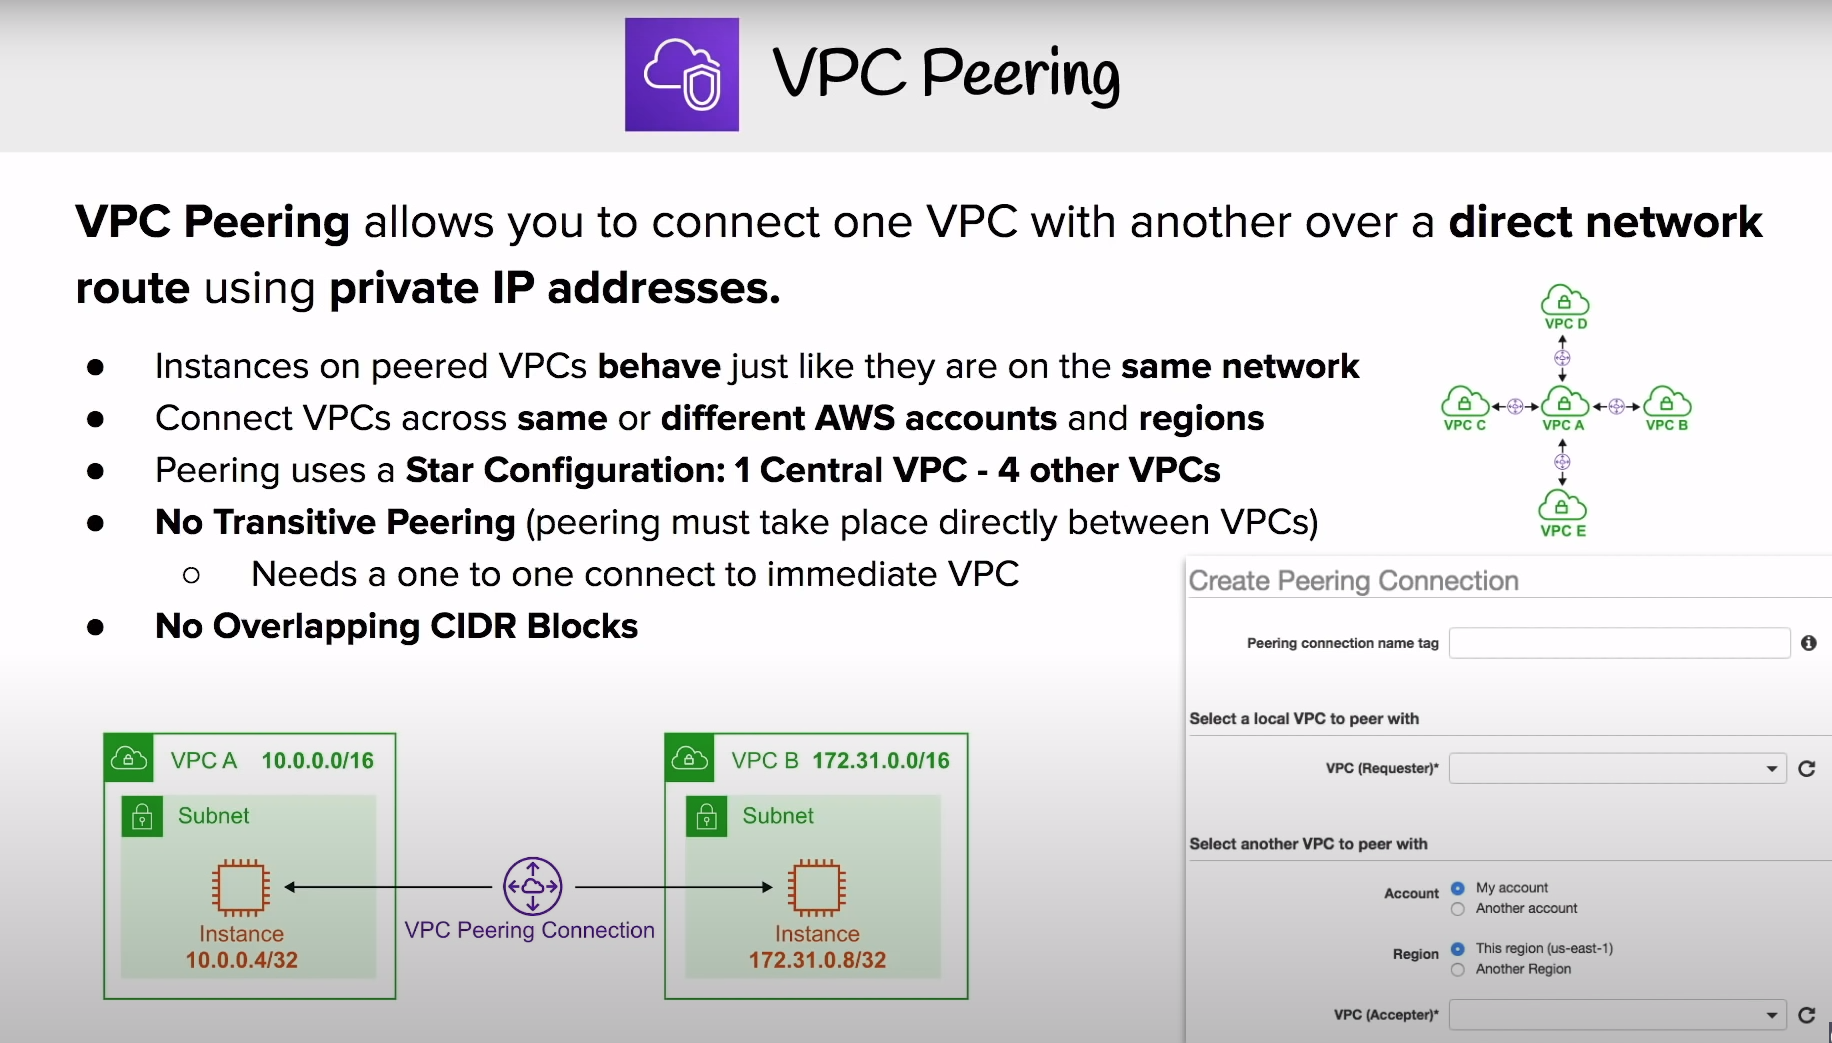 VPC Peering
VPC Peering allows you to connect one VPC with another over a direct network
route using private IP addresses.
● Instances on peered VPCs behave just like they are on the same network
● Connect VPCs across same or different AWS accounts and regions
● Peering uses a Star Configuration: 1 Central VPC - 4 other VPCs
● No Transitive Peering (peering must take place directly between VPCs)
○ Needs a one to one connect to immediate VPC
● No Overlapping CIDR Blocks
VPC D
VPC C
VPC A
VPC B
VPC E
VPC A 10.0.0.0/16
Subnet
Instance
10.0.0.4/32
VPC Peering Connection
VPC B 172.31.0.0/16
Subnet
Instance
172.31.0.8/32
Create Peering Connection
Peering connection name tag
Select a local VPC to peer with
VPC (Requester)*
Select another VPC to peer with
Account
My account
Another account
Region
This region (us-east-1)
Another Region
VPC (Accepter)*